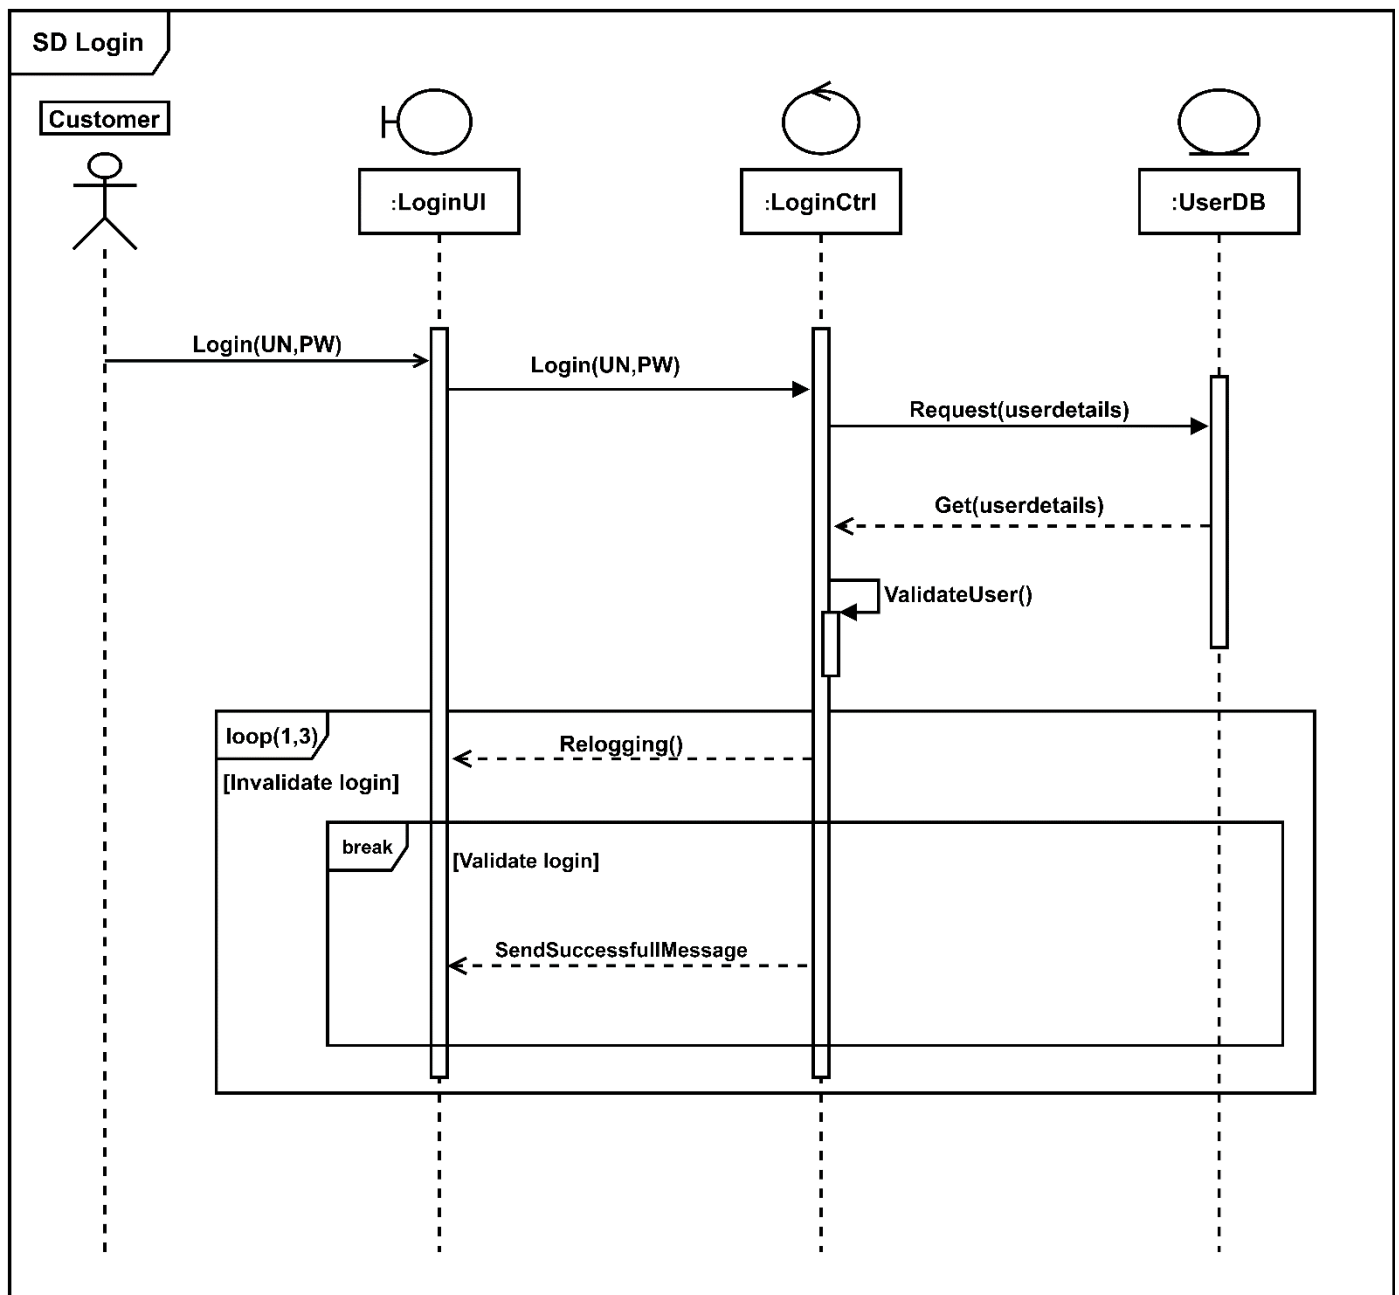 SD Login
Customer
:LoginUI
:LoginCtrl
:UserDB
Login(UN,PW)
Login(UN,PW)
Request(userdetails)
Get(userdetails)
ValidateUser()
loop(1,3)
Relogging()
[Invalidate login]
break
[Validate login]
SendSuccessfullMessage